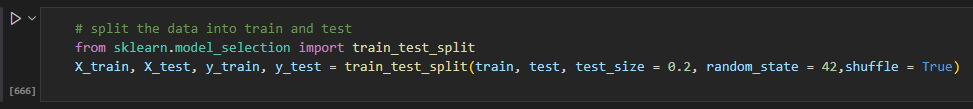 # split the data into train and test
from sklearn.model_selection import train_test_split
X_train, X_test, y_train, y_test = train_test_split(train, test, test_size = 0.2, random_state = 42,shuffle = True)
[666]